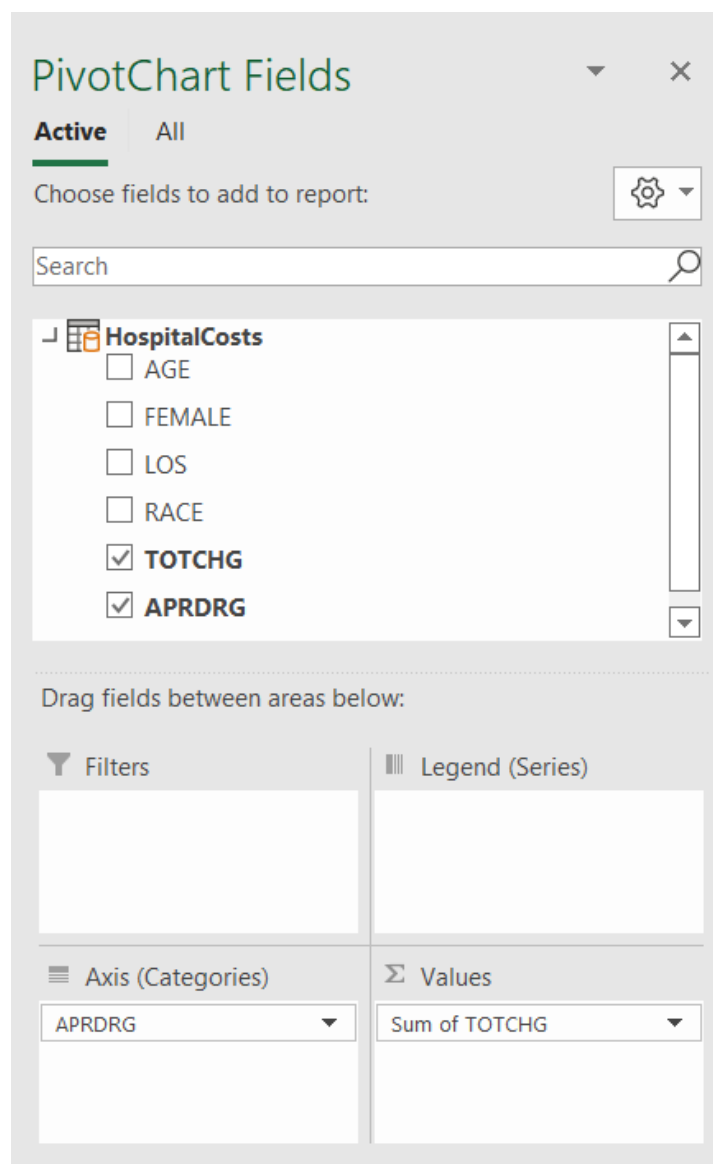 PivotChart Fields
Active All
Choose fields to add to report:
Search
HospitalCosts
AGE
FEMALE
LOS
RACE
TOTCHG
APRDRG
Drag fields between areas below:
Filters
Legend (Series)
Axis (Categories)
Σ Values
APRDRG
Sum of TOTCHG